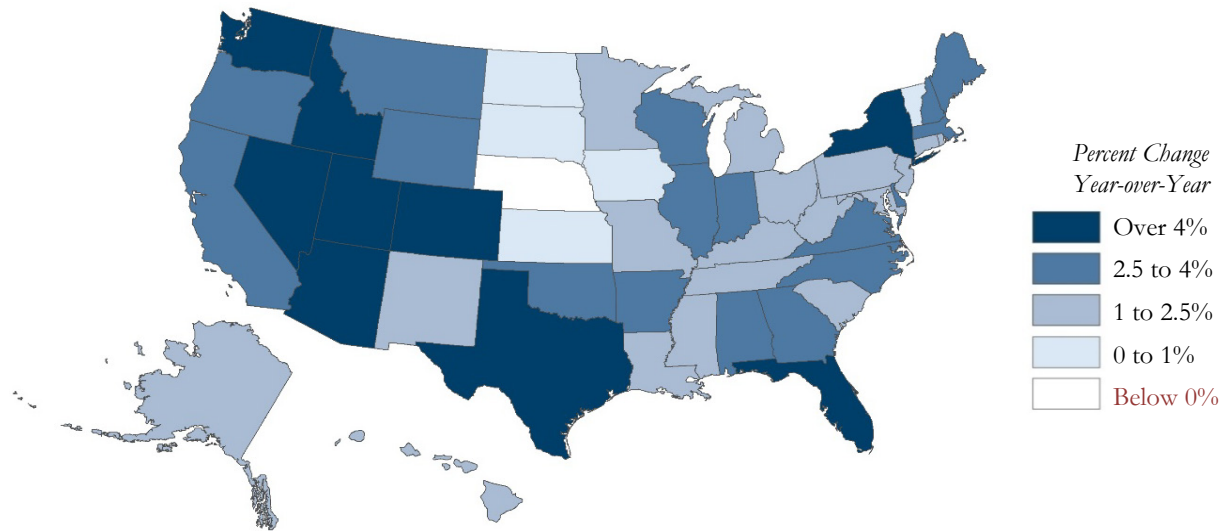 Percent Change
Year-over-Year
Over 4%
2.5 to 4%
1 to 2.5%
0 to 1%
Below 0%